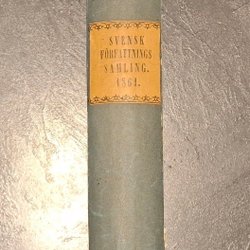 SVENSK
FÖRFATTNINGS
SAMLING.
1861.